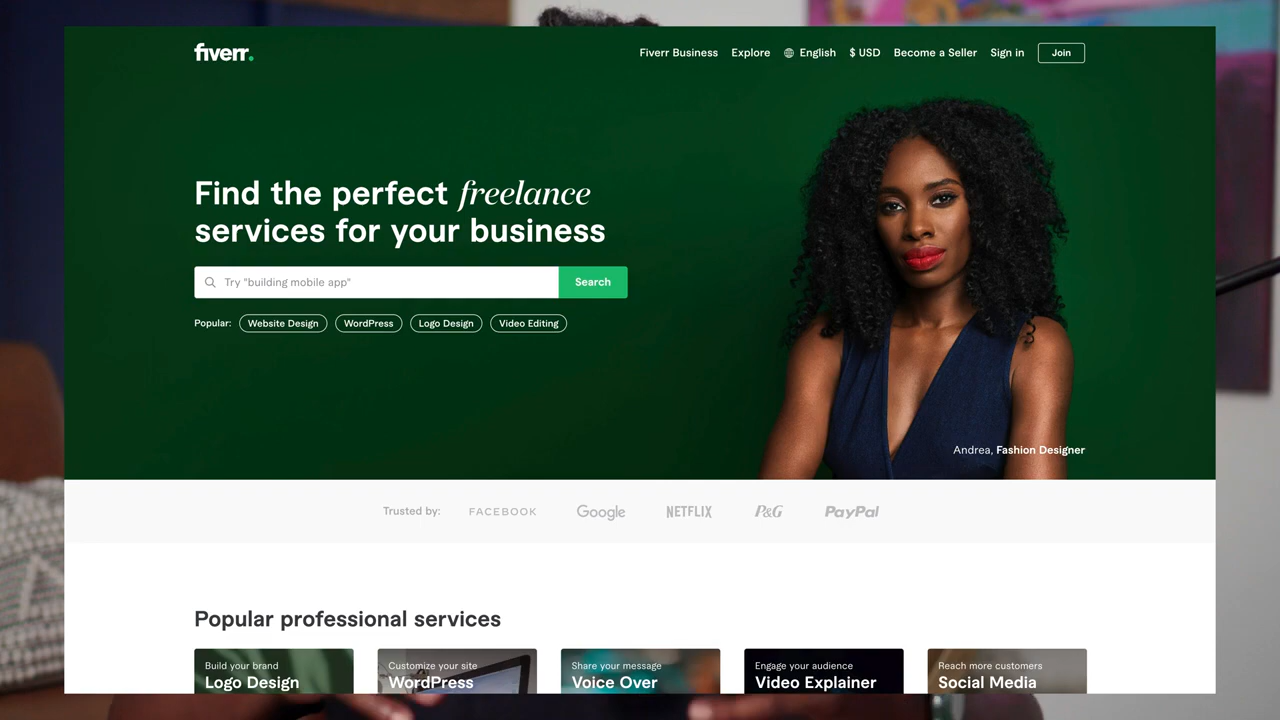 fiverr.
Fiverr Business Explore English $ USD Become a Seller Sign in Join
Find the perfect freelance
services for your business
Try "building mobile app" Search
Popular: Website Design WordPress Logo Design Video Editing
Andrea, Fashion Designer
Trusted by: FACEBOOK Google NETFLIX P&G PayPal
Popular professional services
Build your brand
Logo Design
Customize your site
WordPress
Share your message
Voice Over
Engage your audience
Video Explainer
Reach more customers
Social Media